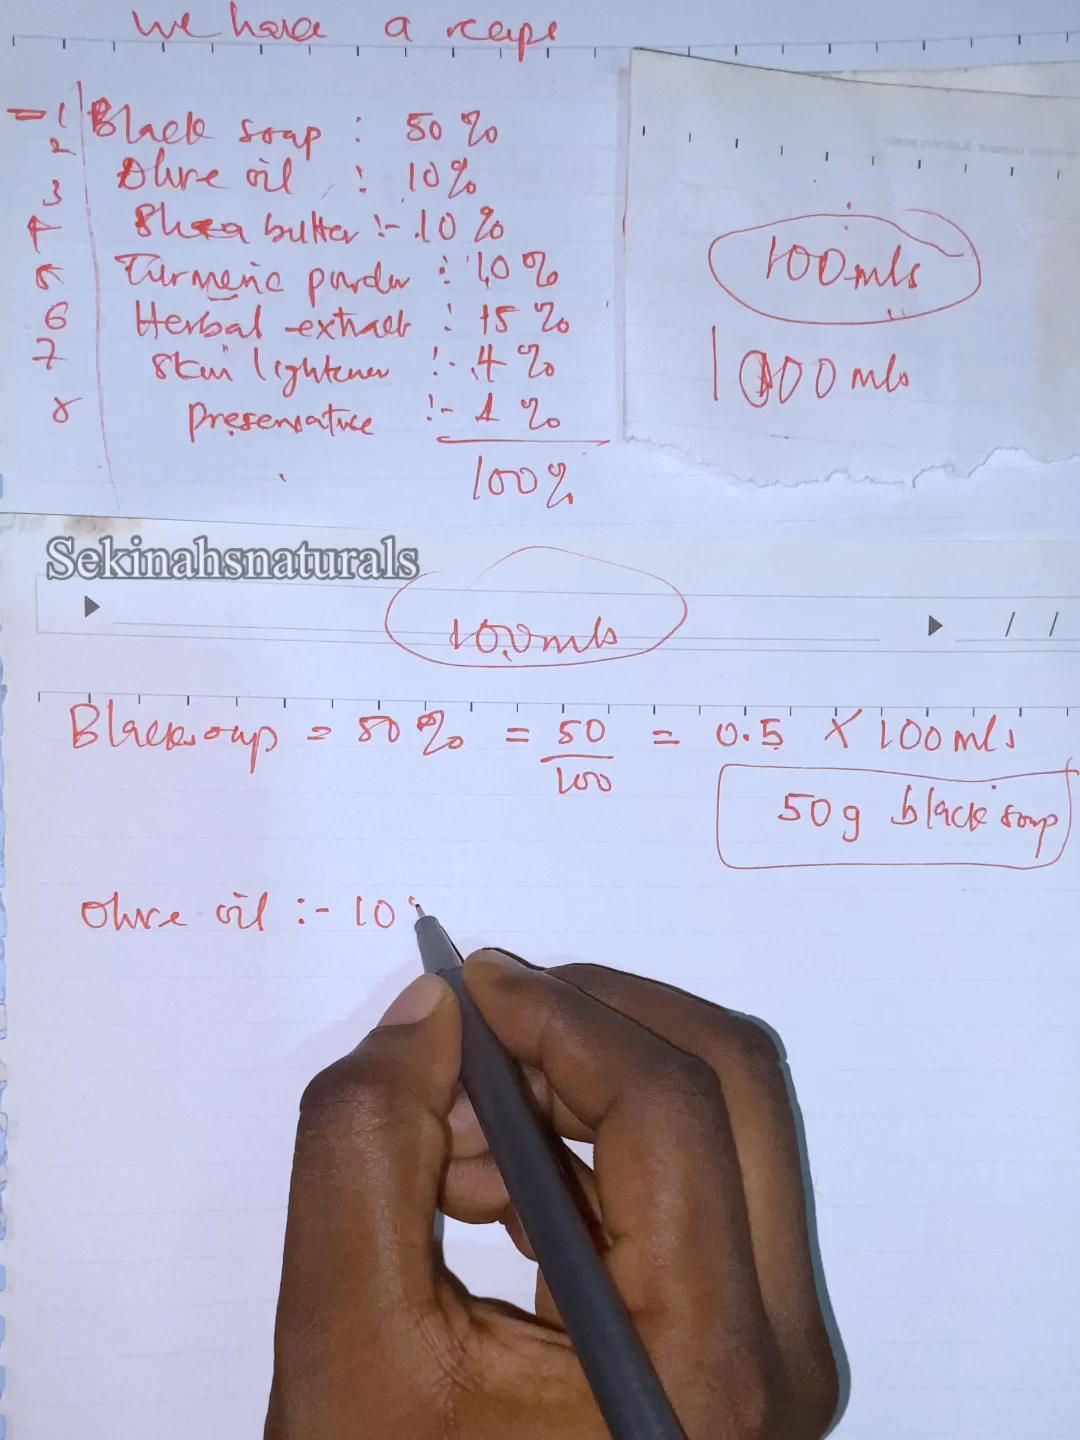 We have a recipe
1 Black soap : 50%
2 Olive oil : 10%
3 Shea butter :- 10%
4 Turmeric powder : 10%
5 Herbal extract : 15%
6 Skin lightener :- 4%
7 Preservative :- 1%
8
100%
100mls
1000mls
Sekinahsnaturals
100mls
Black soap = 50% = 50/100 = 0.5 X 100mls
50g black soap
Olive oil :- 10